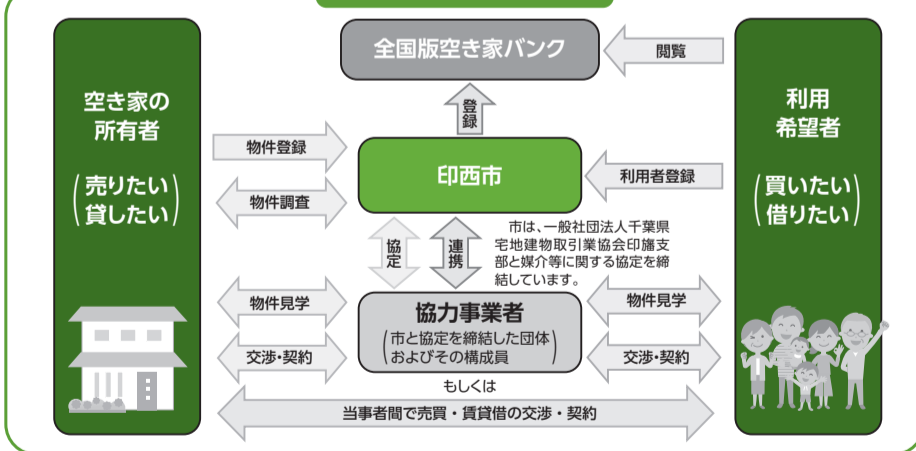 全国版空き家バンク
閲覧
登録
空き家の
所有者
(売りたい
貸したい)
利用
希望者
(買いたい
借りたい)
物件登録
印西市
利用者登録
物件調査
協定
連携
市は、一般社団法人千葉県
宅地建物取引業協会印旛支
部と媒介等に関する協定を締
結しています。
物件見学
協力事業者
(市と協定を締結した団体
およびその構成員)
物件見学
交渉・契約
交渉・契約
もしくは
当事者間で売買・賃貸借の交渉・契約